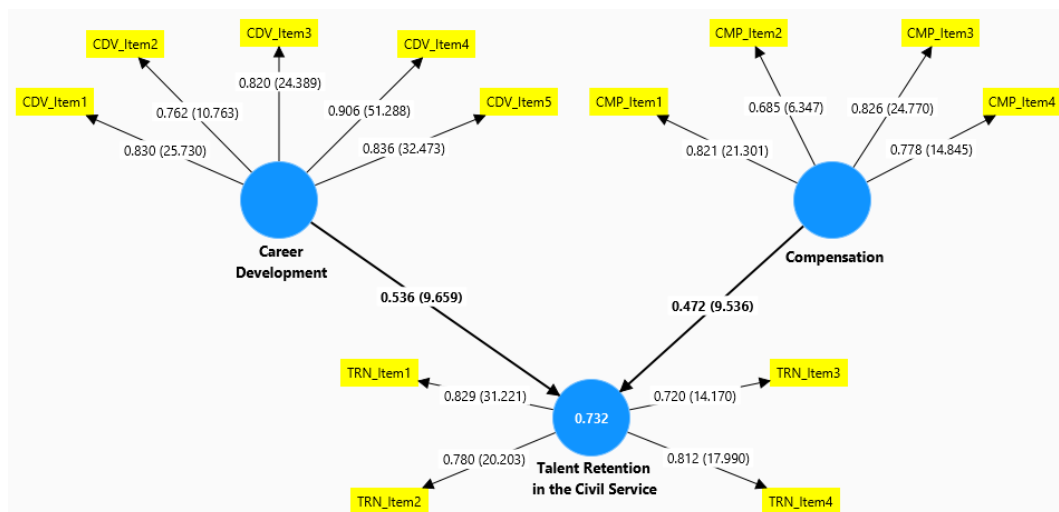 CDV_Item1
CDV_Item2
CDV_Item3
CDV_Item4
CDV_Item5
0.830 (25.730)
0.762 (10.763)
0.820 (24.389)
0.906 (51.288)
0.836 (32.473)
Career
Development
CMP_Item1
CMP_Item2
CMP_Item3
CMP_Item4
0.821 (21.301)
0.685 (6.347)
0.826 (24.770)
0.778 (14.845)
Compensation
0.536 (9.659)
0.472 (9.536)
TRN_Item1
TRN_Item3
0.829 (31.221)
0.720 (14.170)
0.732
0.780 (20.203)
0.812 (17.990)
Talent Retention
in the Civil Service
TRN_Item2
TRN_Item4